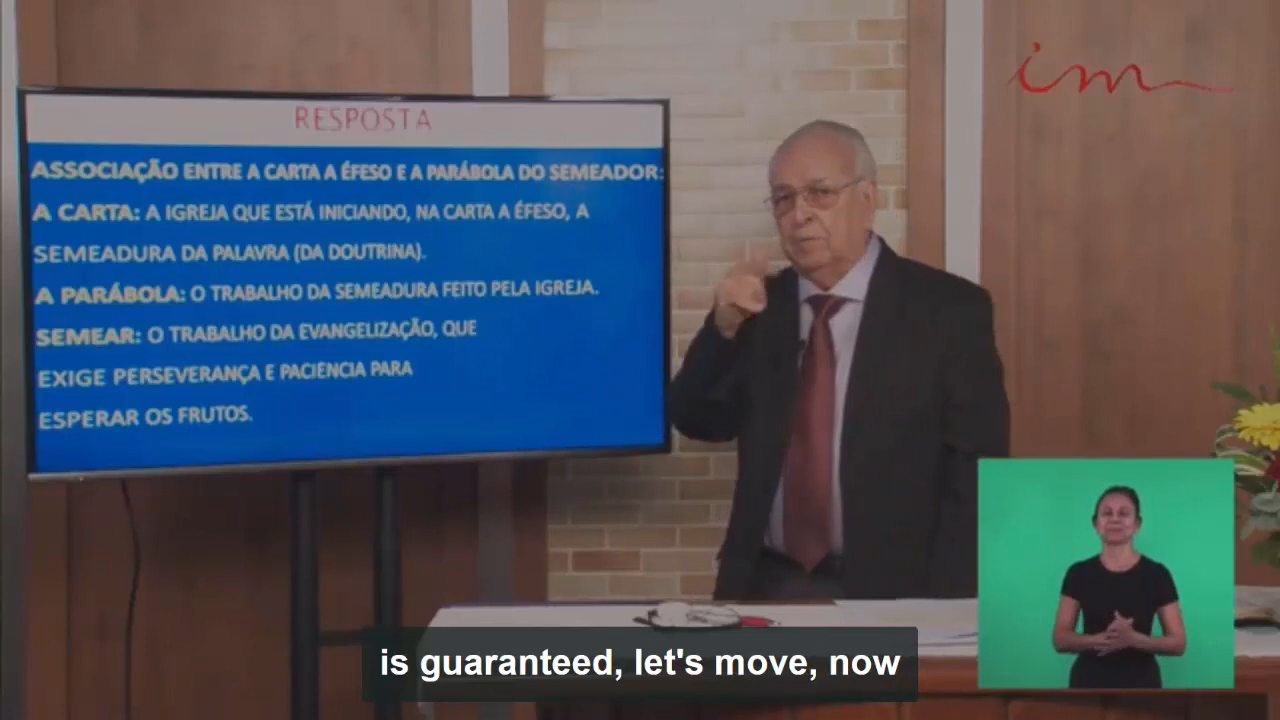 im
RESPOSTA
ASSOCIAÇÃO ENTRE A CARTA A ÉFESO E A PARÁBOLA DO SEMEADOR:
A CARTA: A IGREJA QUE ESTÁ INICIANDO, NA CARTA A ÉFESO, A
SEMEADURA DA PALAVRA (DA DOUTRINA).
A PARÁBOLA: O TRABALHO DA SEMEADURA FEITO PELA IGREJA.
SEMEAR: O TRABALHO DA EVANGELIZAÇÃO, QUE
EXIGE PERSEVERANÇA E PACIENCIA PARA
ESPERAR OS FRUTOS.
is guaranteed, let's move, now